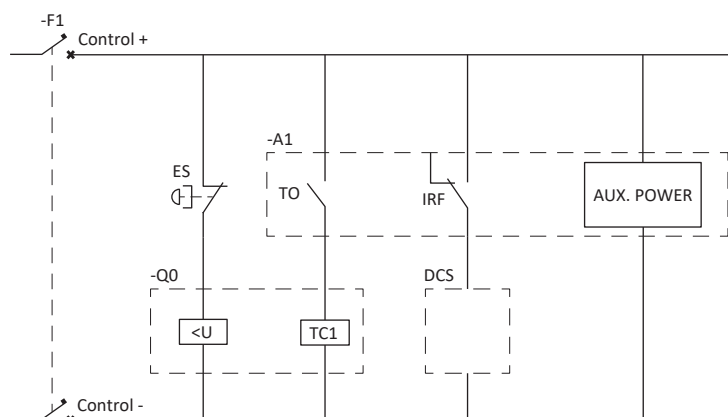 -F1
Control +
-A1
ES
TO
IRF
AUX. POWER
-Q0
DCS
<U
TC1
Control -